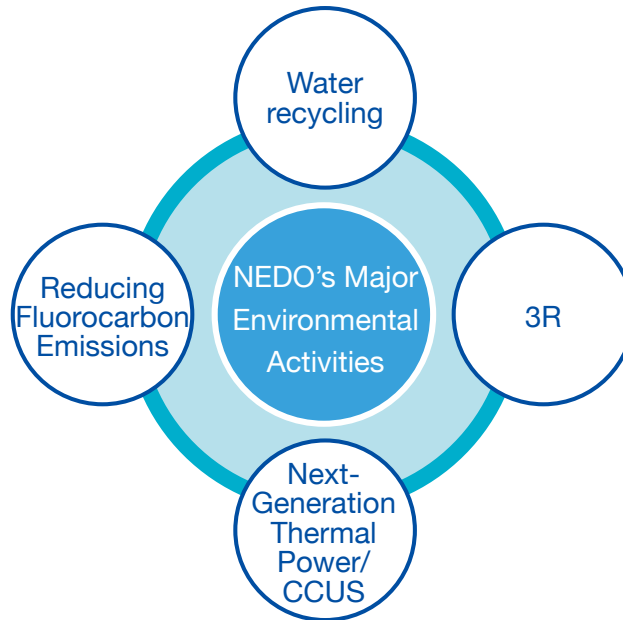 Water
recycling
NEDO’s Major
Environmental
Activities
Reducing
Fluorocarbon
Emissions
3R
Next-
Generation
Thermal
Power/
CCUS